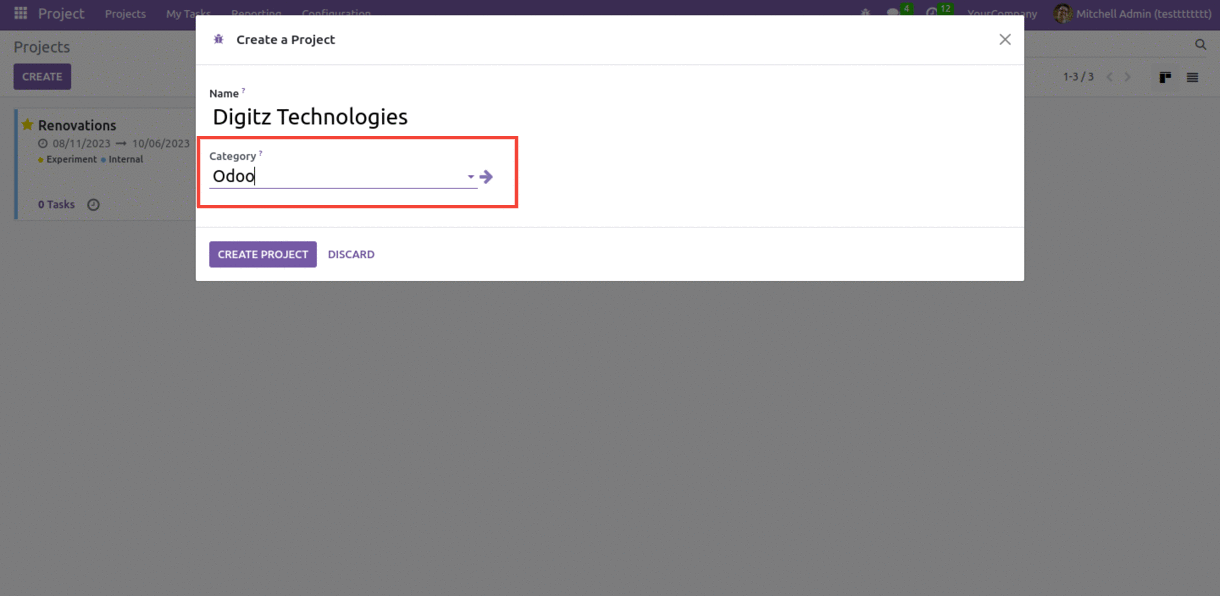 Project Projects My Tasks Reporting Configuration 4 12 YourCompany Mitchell Admin (testttttttt)
Projects
CREATE
1-3 / 3
Create a Project
Name ?
Digitz Technologies
Category ?
Odoo
CREATE PROJECT DISCARD
Renovations
08/11/2023 → 10/06/2023
Experiment Internal
0 Tasks